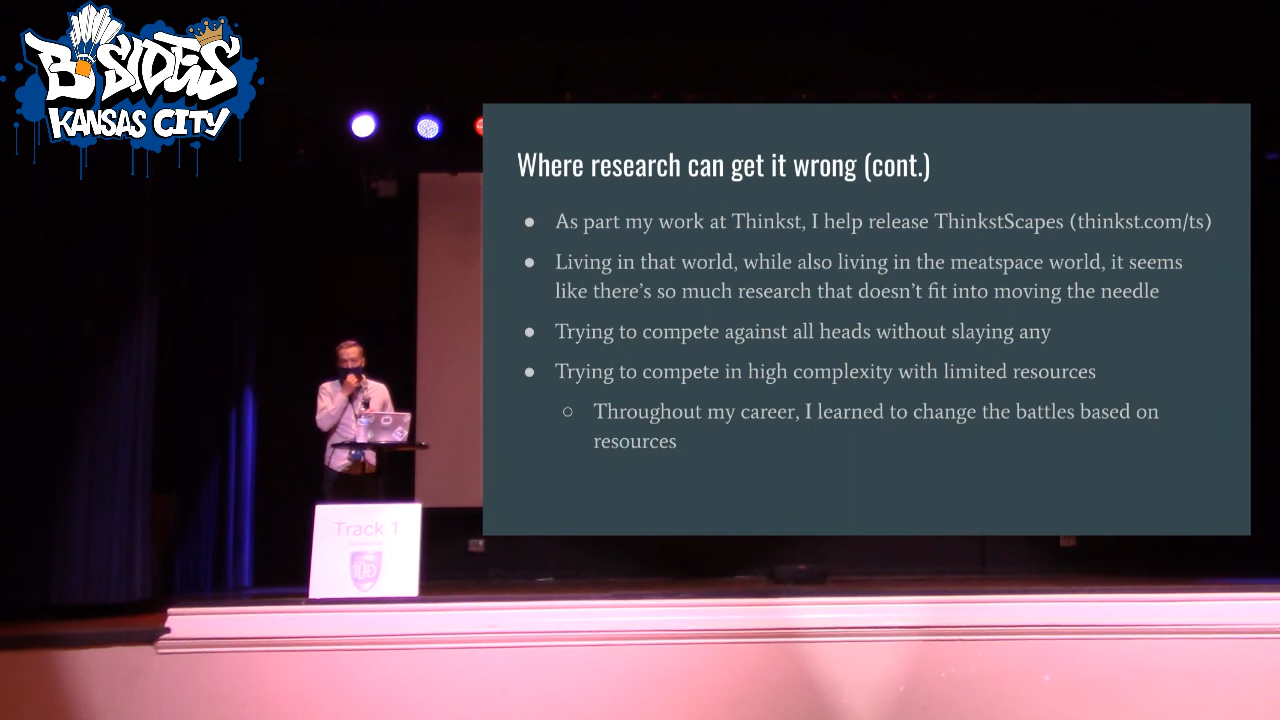 B-SIDES
KANSAS CITY
Where research can get it wrong (cont.)
● As part my work at Thinkst, I help release ThinkstScapes (thinkst.com/ts)
● Living in that world, while also living in the meatspace world, it seems
like there’s so much research that doesn’t fit into moving the needle
● Trying to compete against all heads without slaying any
● Trying to compete in high complexity with limited resources
○ Throughout my career, I learned to change the battles based on
resources
Track 1